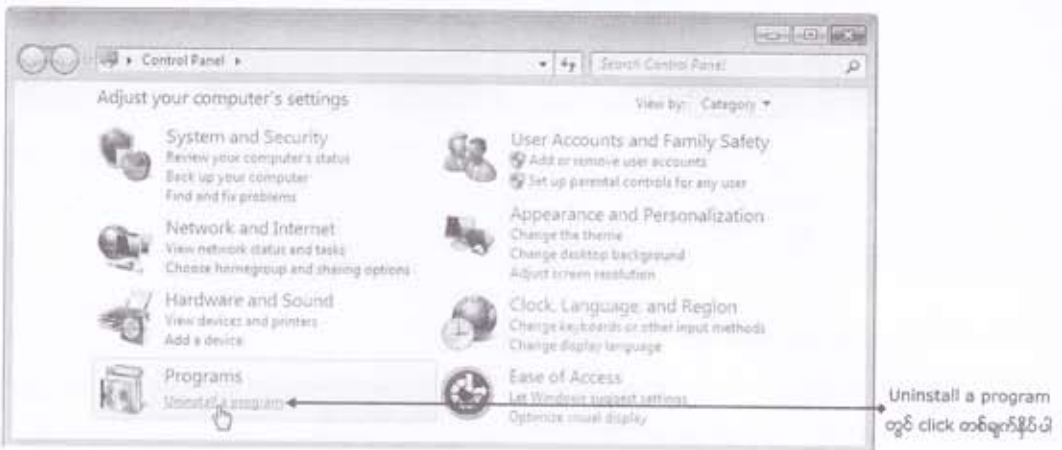 Control Panel
Search Control Panel
Adjust your computer's settings
View by: Category
System and Security
Review your computer's status
Back up your computer
Find and fix problems
Network and Internet
View network status and tasks
Choose homegroup and sharing options
Hardware and Sound
View devices and printers
Add a device
Programs
Uninstall a program
User Accounts and Family Safety
Add or remove user accounts
Set up parental controls for any user
Appearance and Personalization
Change the theme
Change desktop background
Adjust screen resolution
Clock, Language, and Region
Change keyboards or other input methods
Change display language
Ease of Access
Let Windows suggest settings
Optimize visual display
Uninstall a program
တွင် click တစ်ချက်နှိပ်ပါ